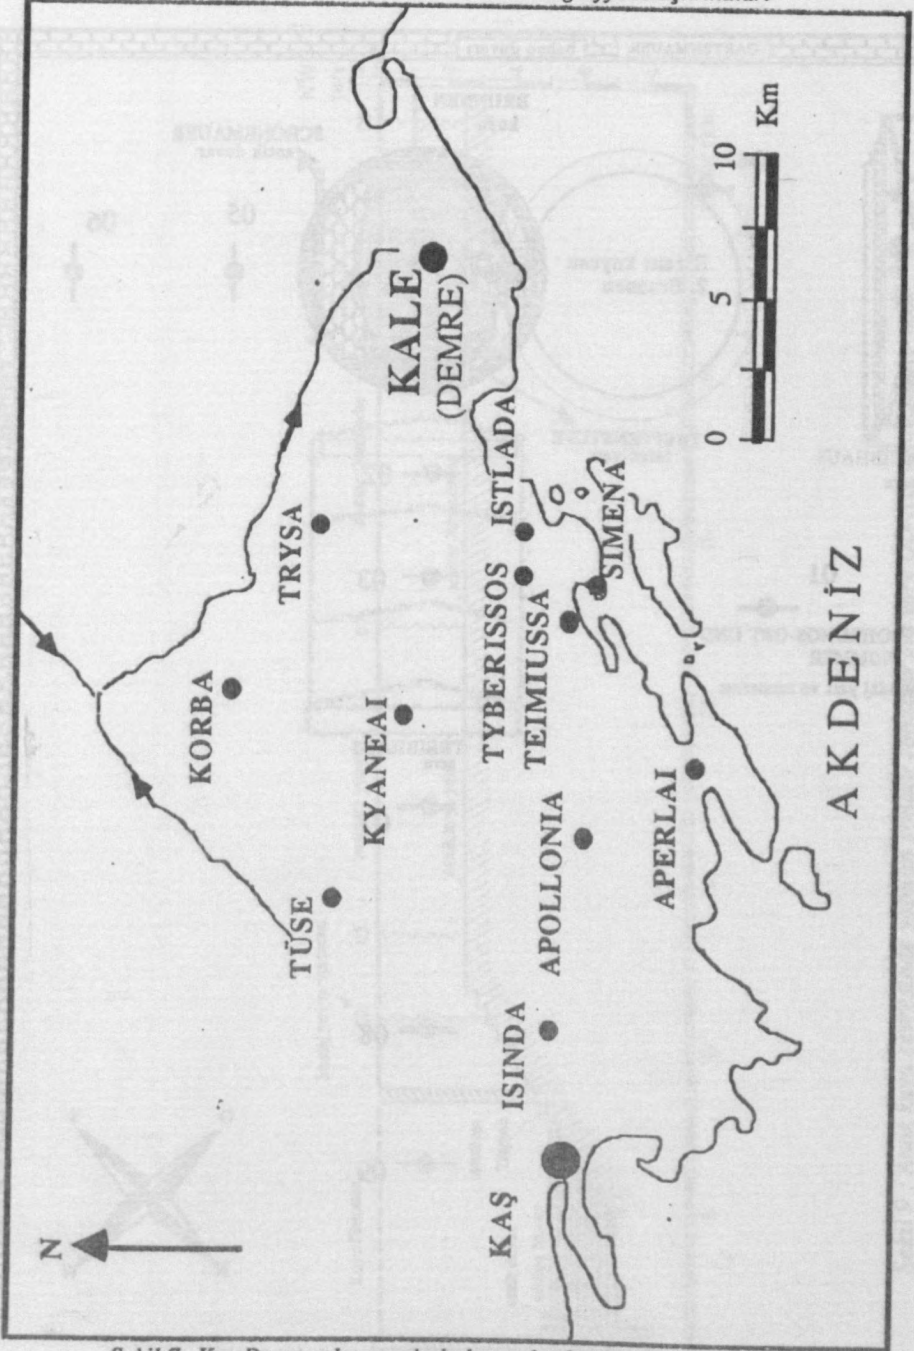 N
KAŞ
ISINDA
APOLLONIA
TÜSE
KYANEAI
KORBA
TRYSA
TYBERISSOS
TEIMIUSSA
ISTLADA
SIMENA
APERLAI
KALE
(DEMRE)
AKDENİZ
0 5 10
Km